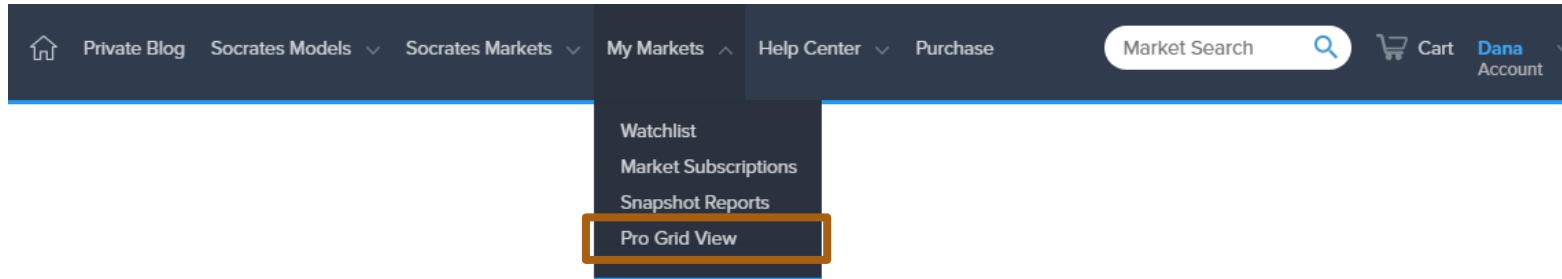 Private Blog Socrates Models Socrates Markets My Markets Help Center Purchase Market Search Cart Dana
Account
Watchlist
Market Subscriptions
Snapshot Reports
Pro Grid View